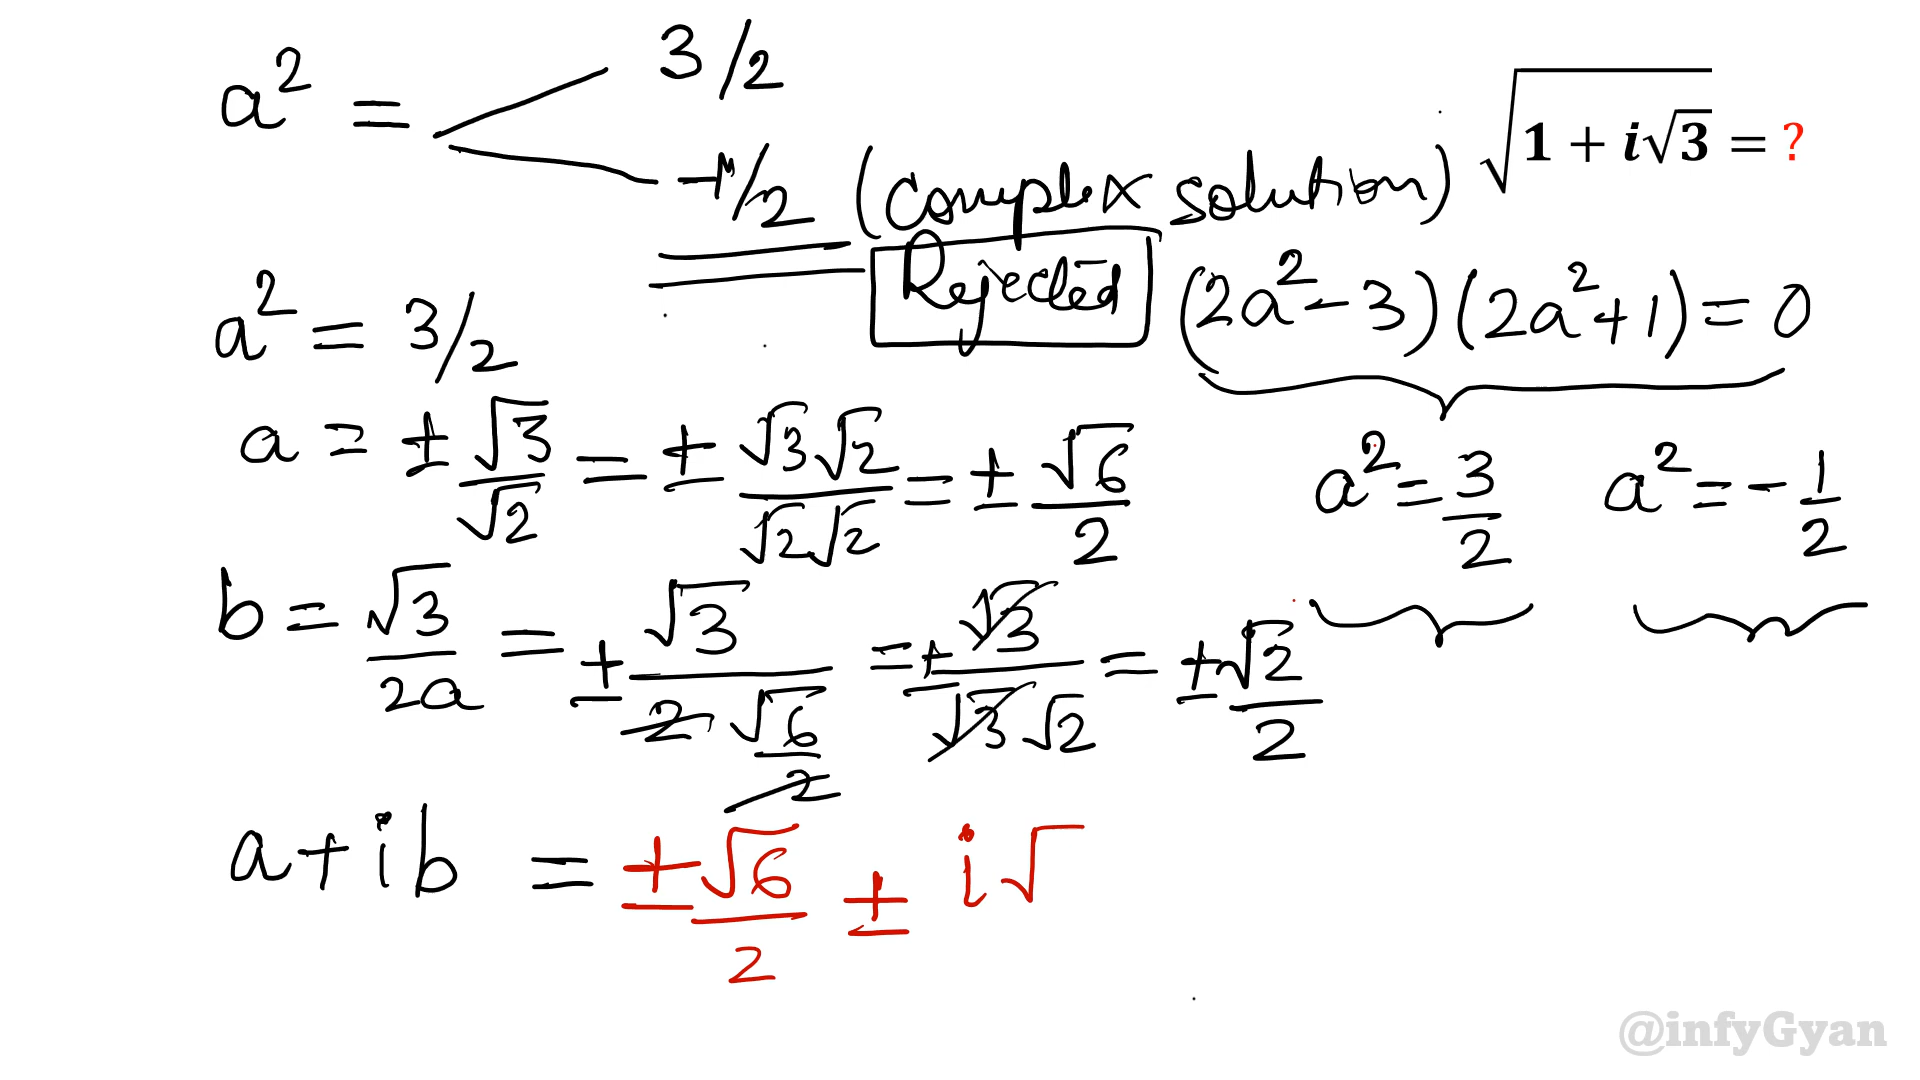 a² = 3/2
-1/2 (Complex solution)
Rejected
√(1 + i√3) = ?
(2a² - 3)(2a² + 1) = 0
a² = 3/2
a = ± √3/√2 = ± √3√2/√2√2 = ± √6/2
a² = 3/2 a² = - 1/2
b = √3/2a = ± √3/(2 √6/2) = ± √3/√3√2 = ± √2/2
a + ib = ± √6/2 ± i√
@infyGyan